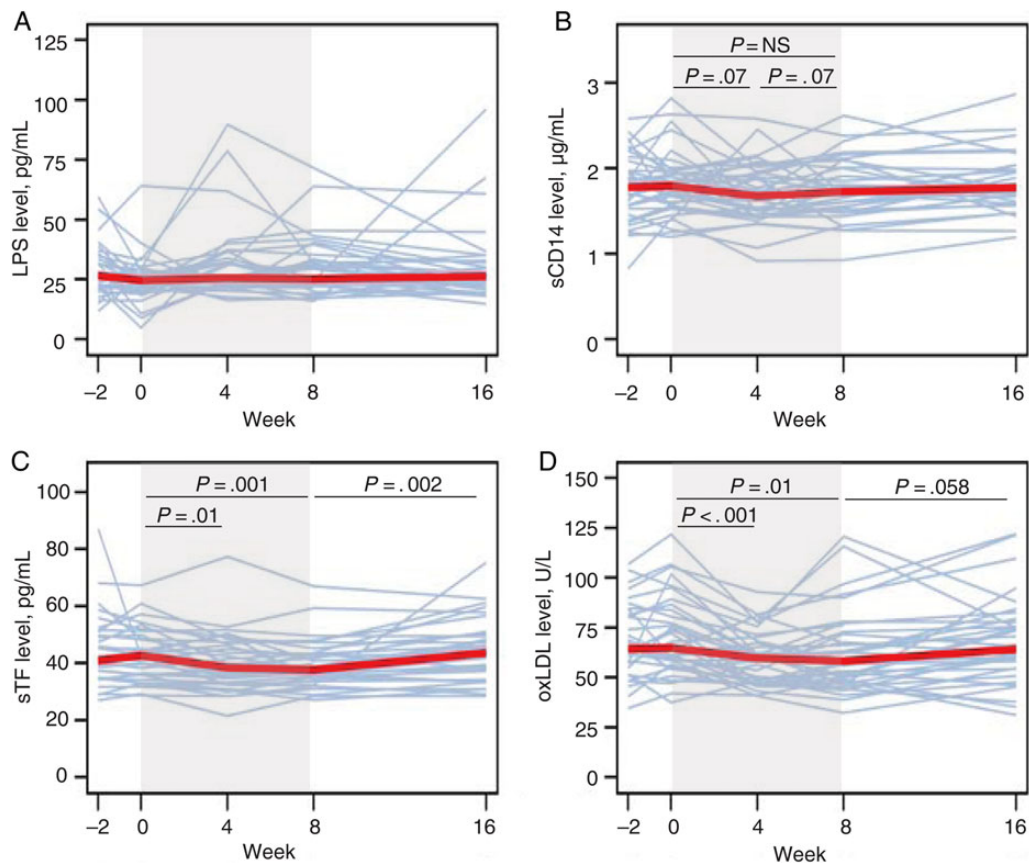 A
LPS level, pg/mL
125
100
75
50
25
0
−2 0 4 8 16
Week
B
sCD14 level, µg/mL
3
2
1
0
P = NS
P = .07 P = .07
−2 0 4 8 16
Week
C
sTF level, pg/mL
100
80
60
40
20
0
P = .001 P = .002
P = .01
−2 0 4 8 16
Week
D
oxLDL level, U/L
150
125
100
75
50
25
0
P = .01 P = .058
P < .001
−2 0 4 8 16
Week